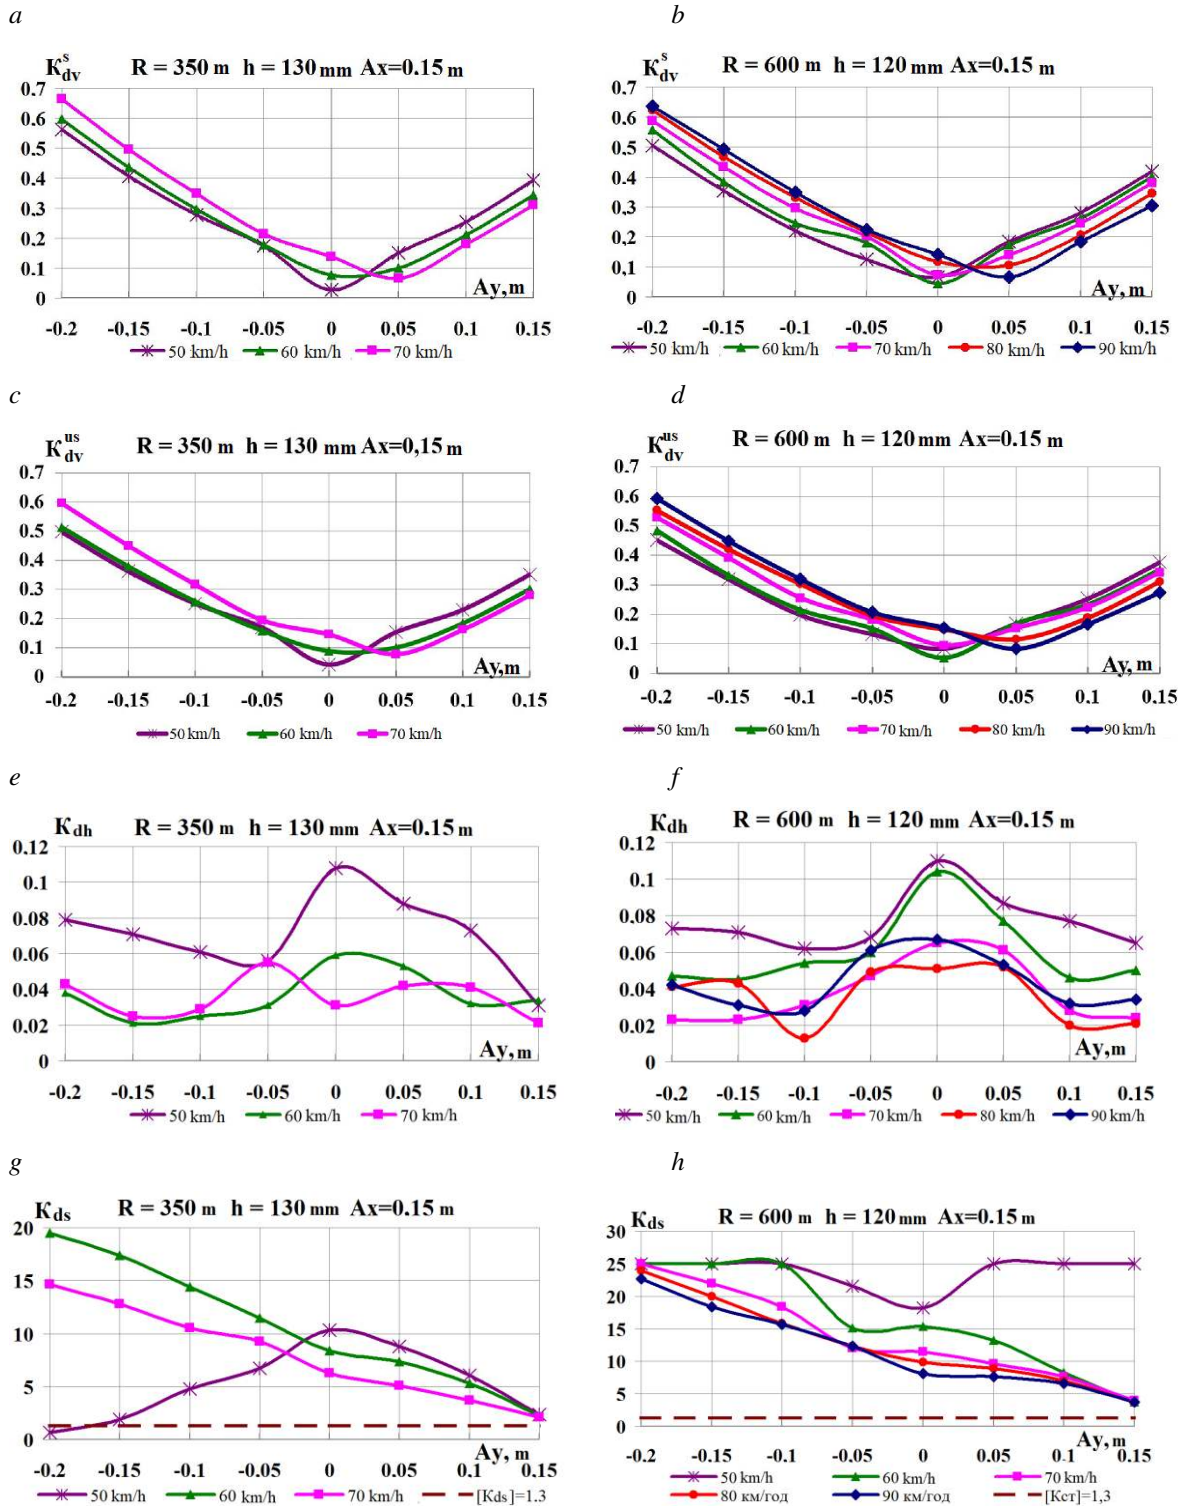 a
b
K^s_dv R = 350 m h = 130 mm Ax=0.15 m
0.7
0.6
0.5
0.4
0.3
0.2
0.1
0
Ay, m
-0.2 -0.15 -0.1 -0.05 0 0.05 0.1 0.15
50 km/h 60 km/h 70 km/h
K^s_dv R = 600 m h = 120 mm Ax=0.15 m
0.7
0.6
0.5
0.4
0.3
0.2
0.1
0
Ay, m
-0.2 -0.15 -0.1 -0.05 0 0.05 0.1 0.15
50 km/h 60 km/h 70 km/h 80 km/h 90 km/h
c
d
K^us_dv R = 350 m h = 130 mm Ax=0,15 m
0.7
0.6
0.5
0.4
0.3
0.2
0.1
0
Ay, m
-0.2 -0.15 -0.1 -0.05 0 0.05 0.1 0.15
50 km/h 60 km/h 70 km/h
K^us_dv R = 600 m h = 120 mm Ax=0.15 m
0.7
0.6
0.5
0.4
0.3
0.2
0.1
0
Ay, m
-0.2 -0.15 -0.1 -0.05 0 0.05 0.1 0.15
50 km/h 60 km/h 70 km/h 80 km/h 90 km/h
e
f
K_dh R = 350 m h = 130 mm Ax=0.15 m
0.12
0.1
0.08
0.06
0.04
0.02
0
Ay, m
-0.2 -0.15 -0.1 -0.05 0 0.05 0.1 0.15
50 km/h 60 km/h 70 km/h
K_dh R = 600 m h = 120 mm Ax=0.15 m
0.12
0.1
0.08
0.06
0.04
0.02
0
Ay, m
-0.2 -0.15 -0.1 -0.05 0 0.05 0.1 0.15
50 km/h 60 km/h 70 km/h 80 km/h 90 km/h
g
h
K_ds R = 350 m h = 130 mm Ax=0.15 m
20
15
10
5
0
Ay, m
-0.2 -0.15 -0.1 -0.05 0 0.05 0.1 0.15
50 km/h 60 km/h 70 km/h [Kds]=1.3
K_ds R = 600 m h = 120 mm Ax=0.15 m
30
25
20
15
10
5
0
Ay, m
-0.2 -0.15 -0.1 -0.05 0 0.05 0.1 0.15
50 km/h 60 km/h 70 km/h
80 км/год 90 км/год [Кст]=1,3